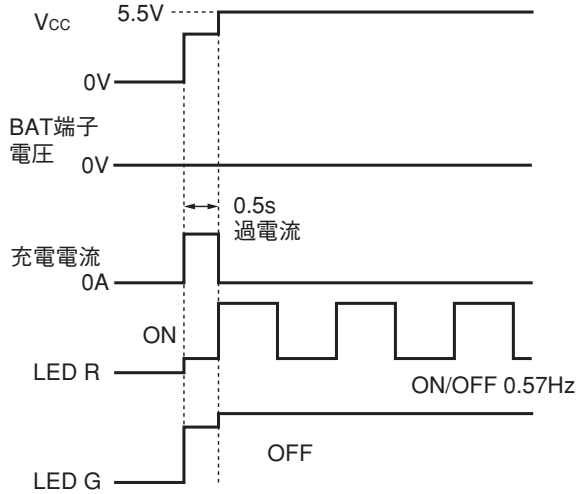 5.5V
Vcc
0V
BAT端子
電圧
0V
0.5s
過電流
充電電流
0A
ON
LED R
ON/OFF 0.57Hz
OFF
LED G